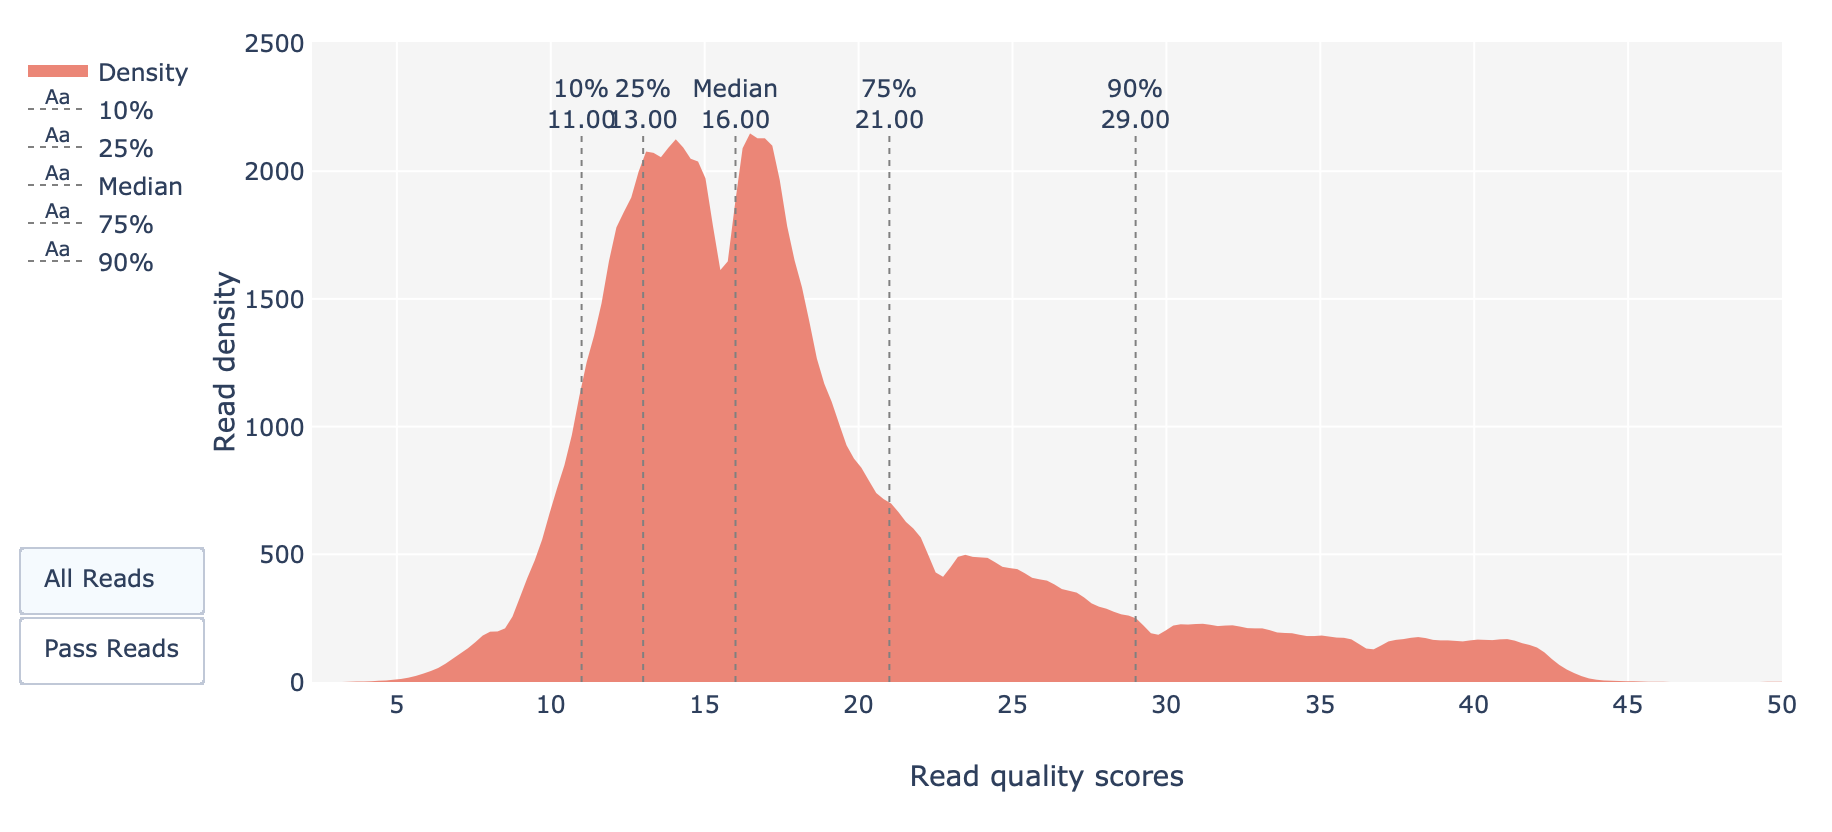 Density
Aa
10%
Aa
25%
Aa
Median
Aa
75%
Aa
90%
All Reads
Pass Reads
Read density
2500
2000
1500
1000
500
0
10% 25% Median 75% 90%
11.00 13.00 16.00 21.00 29.00
5 10 15 20 25 30 35 40 45 50
Read quality scores